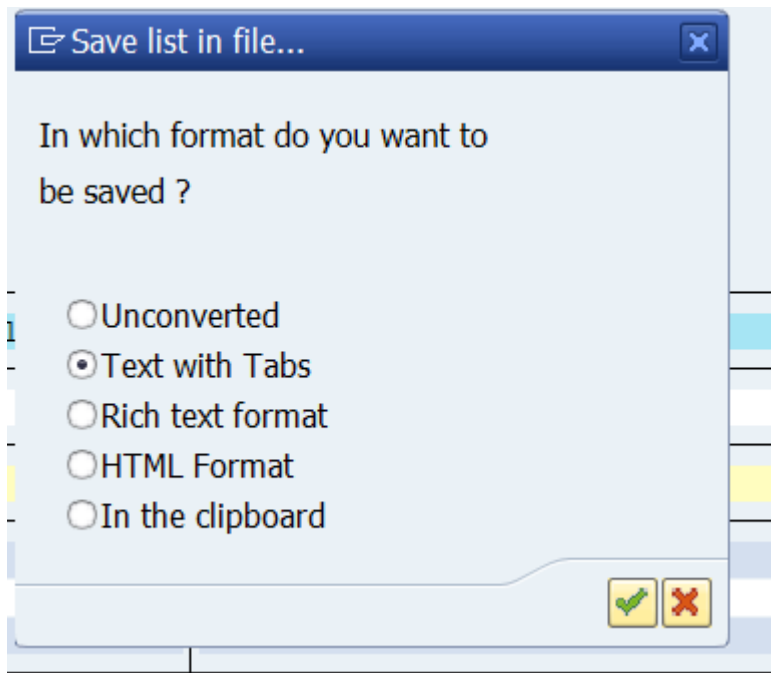 Save list in file...
In which format do you want to
be saved ?
Unconverted
Text with Tabs
Rich text format
HTML Format
In the clipboard